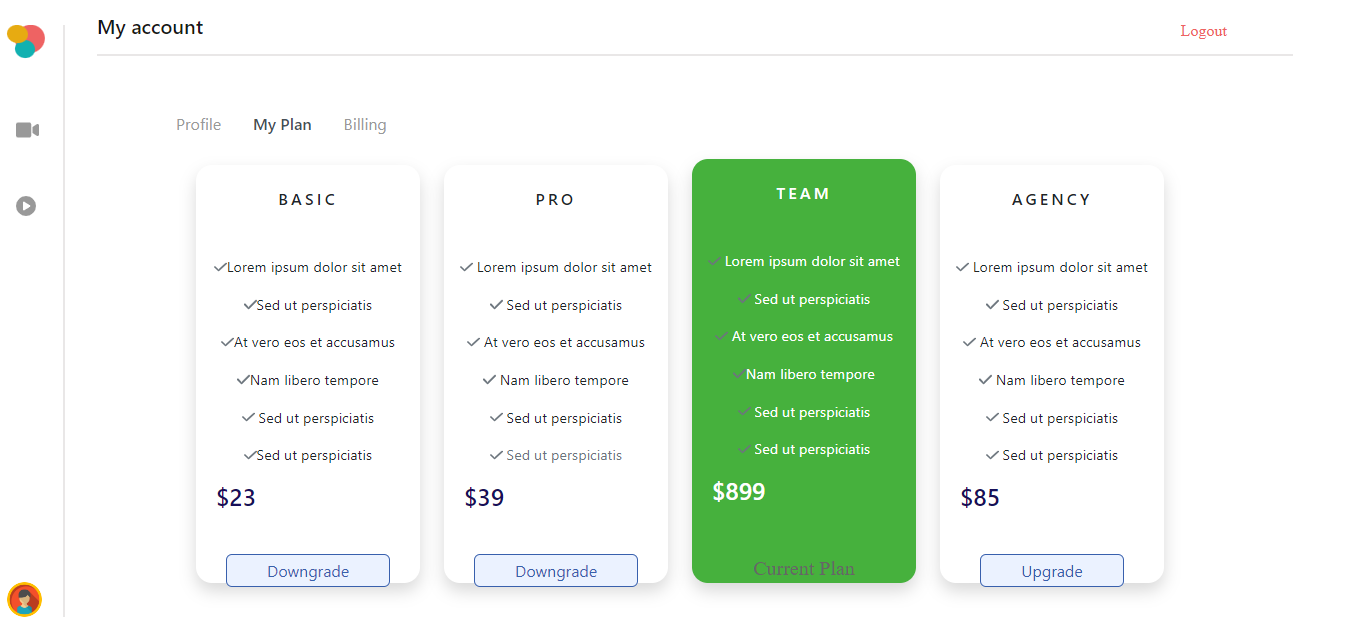 My account
Logout
Profile
My Plan
Billing
BASIC
Lorem ipsum dolor sit amet
Sed ut perspiciatis
At vero eos et accusamus
Nam libero tempore
Sed ut perspiciatis
Sed ut perspiciatis
$23
Downgrade
PRO
Lorem ipsum dolor sit amet
Sed ut perspiciatis
At vero eos et accusamus
Nam libero tempore
Sed ut perspiciatis
Sed ut perspiciatis
$39
Downgrade
TEAM
Lorem ipsum dolor sit amet
Sed ut perspiciatis
At vero eos et accusamus
Nam libero tempore
Sed ut perspiciatis
Sed ut perspiciatis
$899
Current Plan
AGENCY
Lorem ipsum dolor sit amet
Sed ut perspiciatis
At vero eos et accusamus
Nam libero tempore
Sed ut perspiciatis
Sed ut perspiciatis
$85
Upgrade